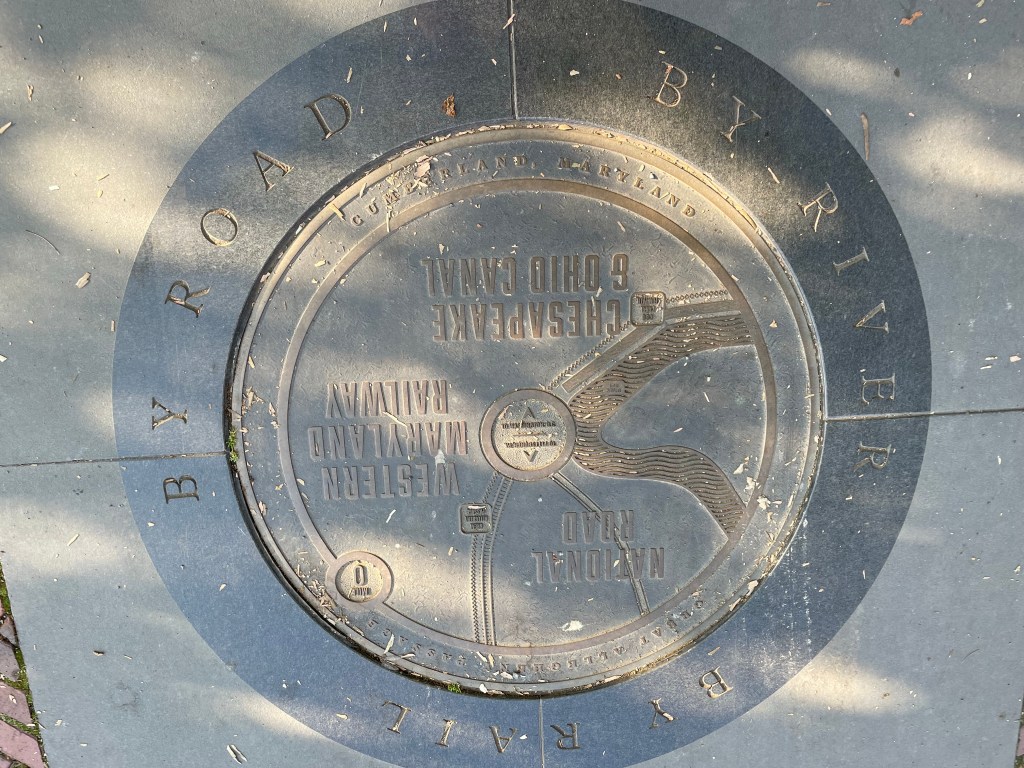 BY ROAD
BY RIVER
BY RAIL
CUMBERLAND, MARYLAND
GREAT ALLEGHENY PASSAGE
CHESAPEAKE
& OHIO CANAL
WESTERN
MARYLAND
RAILWAY
NATIONAL
ROAD
MILE
0